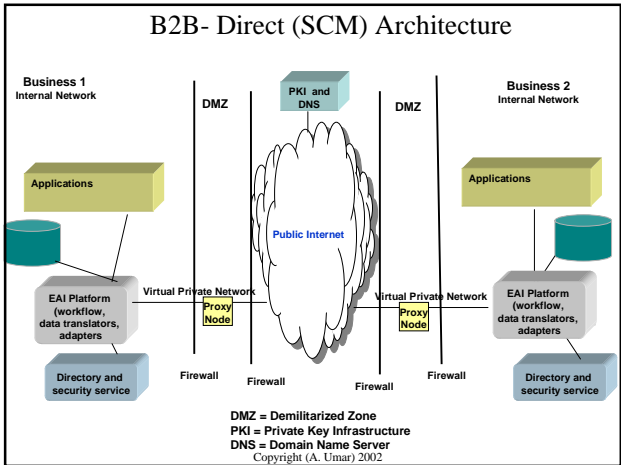 B2B- Direct (SCM) Architecture
Business 1
Internal Network
DMZ
PKI and
DNS
DMZ
Business 2
Internal Network
Applications
Applications
Public Internet
EAI Platform
(workflow,
data translators,
adapters
Virtual Private Network
Proxy
Node
Virtual Private Network
Proxy
Node
EAI Platform
(workflow,
data translators,
adapters
Directory and
security service
Firewall
Firewall
Firewall
Firewall
Directory and
security service
DMZ = Demilitarized Zone
PKI = Private Key Infrastructure
DNS = Domain Name Server
Copyright (A. Umar) 2002